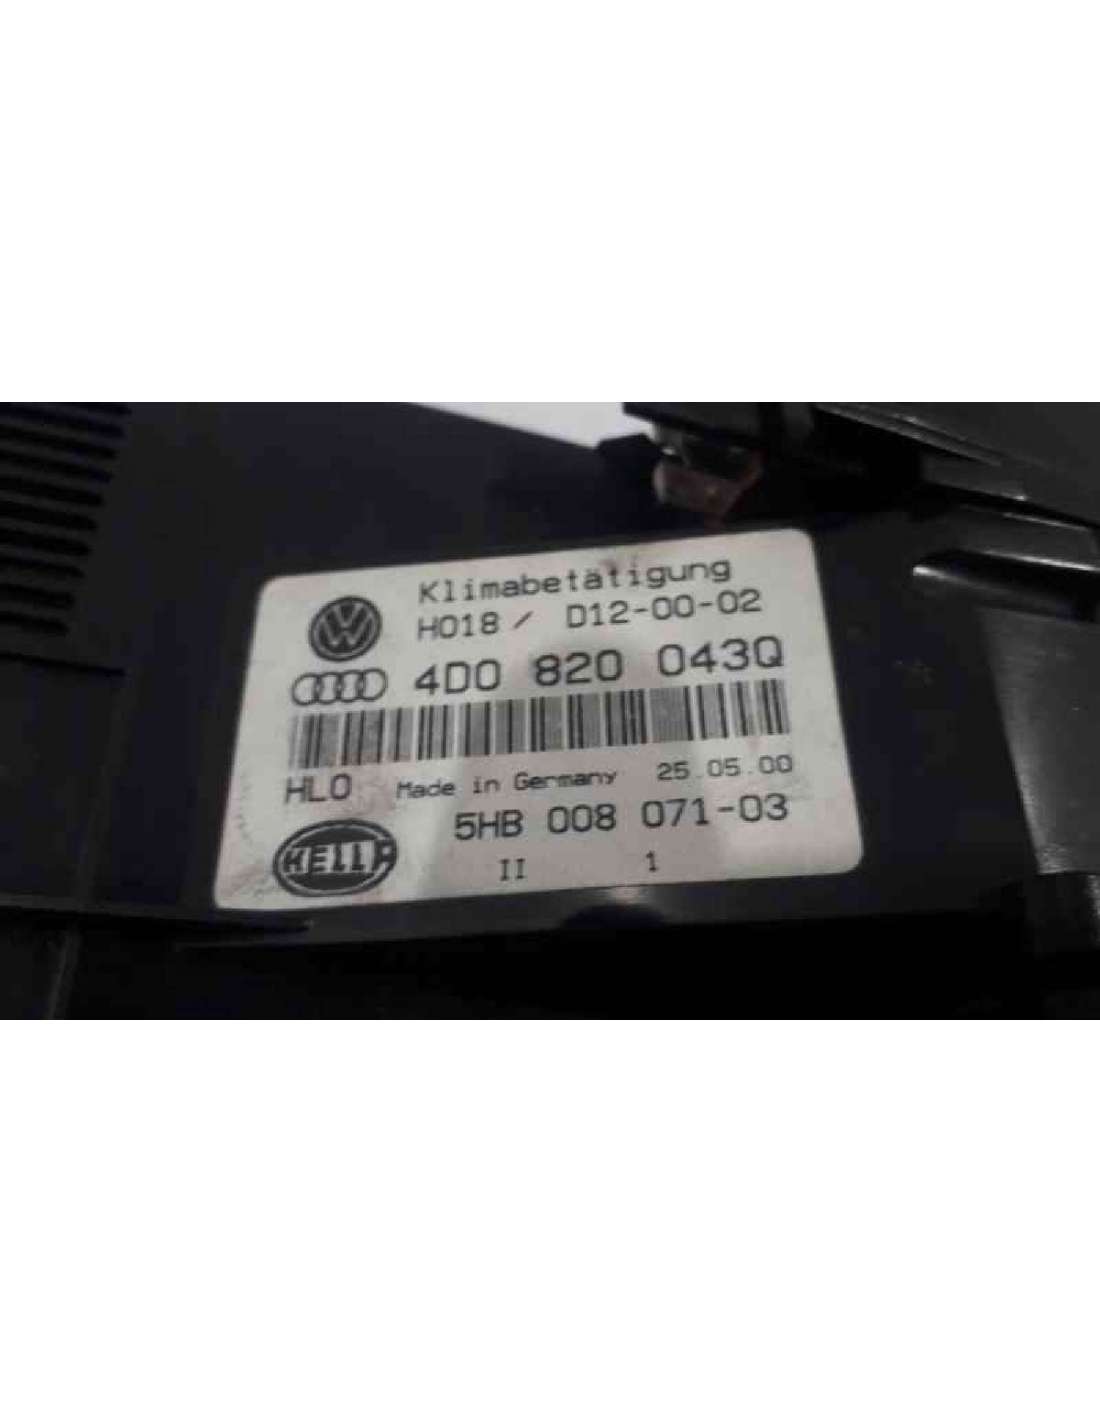 Klimabetätigung
H018 / D12-00-02
4D0 820 043Q
HLO Made in Germany 25.05.00
5HB 008 071-03
HELLA
II 1